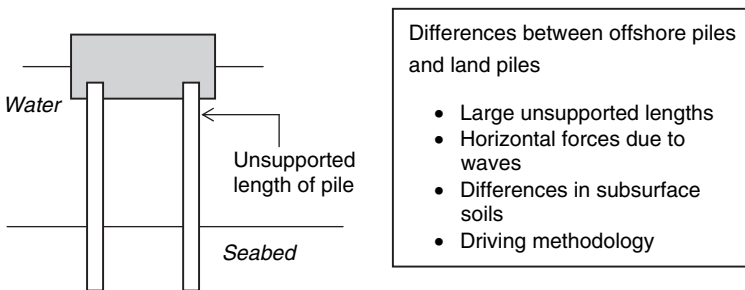 Water
Unsupported
length of pile
Seabed
Differences between offshore piles
and land piles
• Large unsupported lengths
• Horizontal forces due to
waves
• Differences in subsurface
soils
• Driving methodology